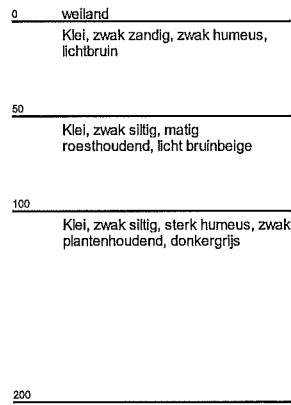 0 weiland
Klei, zwak zandig, zwak humeus,
lichtbruin
50
Klei, zwak siltig, matig
roesthoudend, licht bruinbeige
100
Klei, zwak siltig, sterk humeus, zwak
plantenhoudend, donkergrijs
200